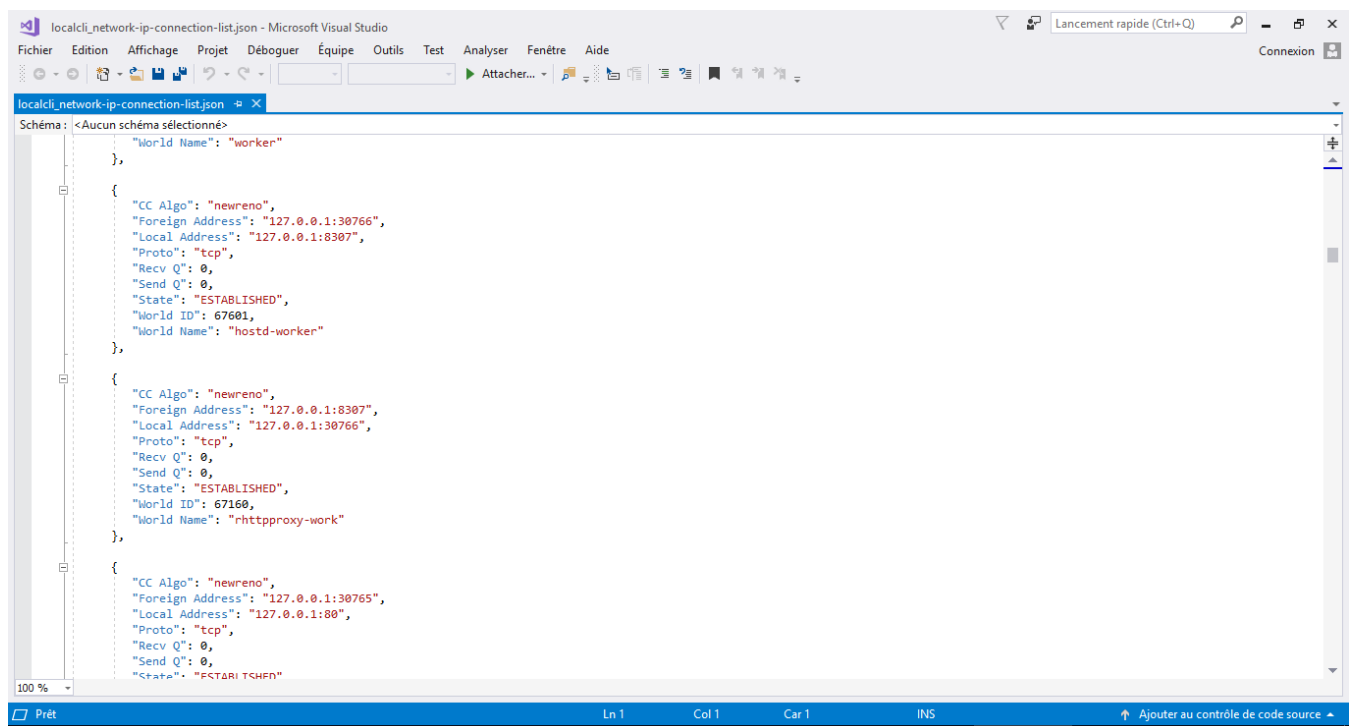 localcli_network-ip-connection-list.json - Microsoft Visual Studio
Lancement rapide (Ctrl+Q)
Fichier Edition Affichage Projet Déboguer Équipe Outils Test Analyser Fenêtre Aide
Connexion
Attacher...
localcli_network-ip-connection-list.json
Schéma : <Aucun schéma sélectionné>
"World Name": "worker"
},
{
"CC Algo": "newreno",
"Foreign Address": "127.0.0.1:30766",
"Local Address": "127.0.0.1:8307",
"Proto": "tcp",
"Recv Q": 0,
"Send Q": 0,
"State": "ESTABLISHED",
"World ID": 67601,
"World Name": "hostd-worker"
},
{
"CC Algo": "newreno",
"Foreign Address": "127.0.0.1:8307",
"Local Address": "127.0.0.1:30766",
"Proto": "tcp",
"Recv Q": 0,
"Send Q": 0,
"State": "ESTABLISHED",
"World ID": 67160,
"World Name": "rhttpproxy-work"
},
{
"CC Algo": "newreno",
"Foreign Address": "127.0.0.1:30765",
"Local Address": "127.0.0.1:80",
"Proto": "tcp",
"Recv Q": 0,
"Send Q": 0,
"State": "ESTABLISHED"
100 %
Prêt
Ln 1 Col 1 Car 1 INS
Ajouter au contrôle de code source